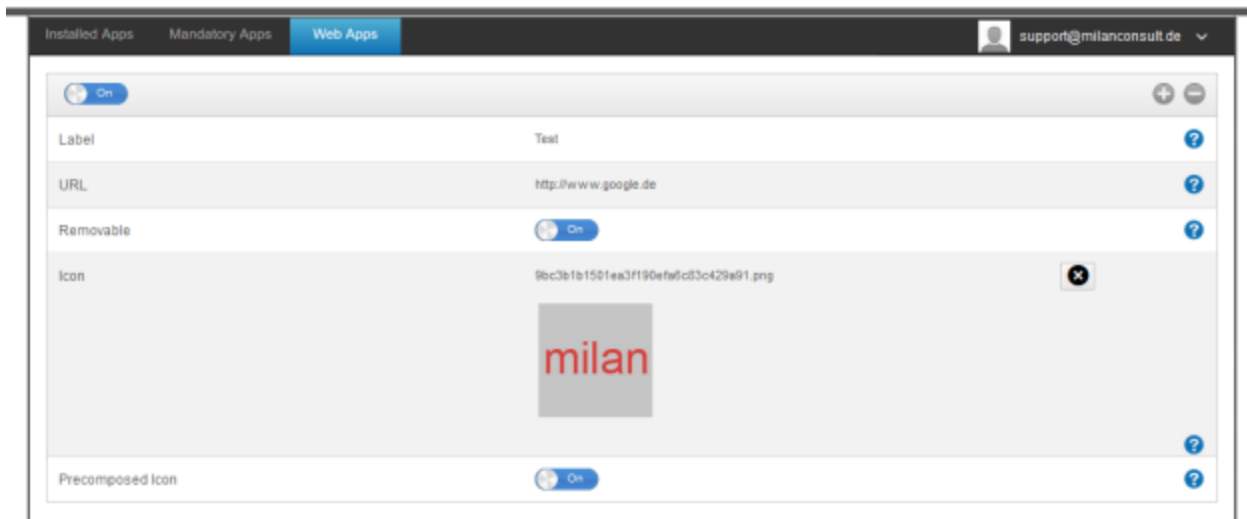 Installed Apps Mandatory Apps Web Apps support@milanconsult.de
On
Label Test
URL http://www.google.de
Removable On
Icon 9bc3b1b1501ea3f190efa6c83c429a91.png
milan
Precomposed Icon On